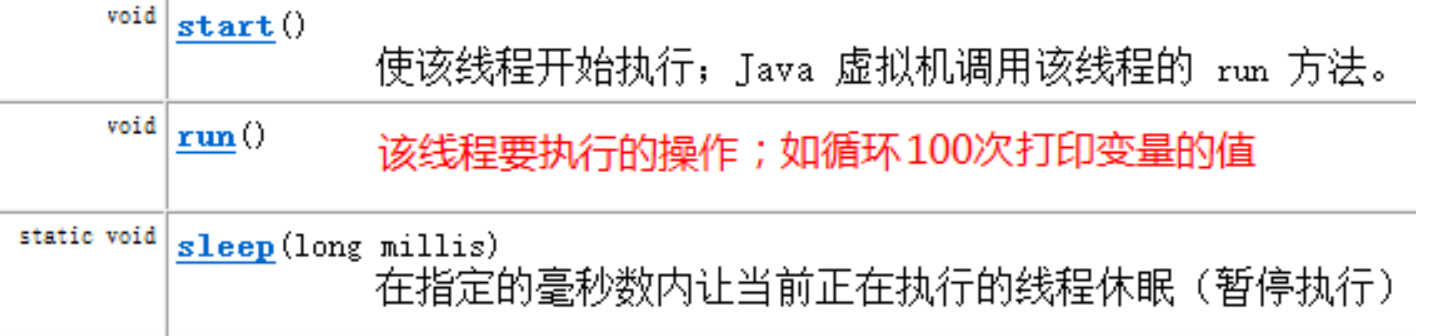 void start()
使该线程开始执行；Java 虚拟机调用该线程的 run 方法。
void run() 该线程要执行的操作；如循环100次打印变量的值
static void sleep(long millis)
在指定的毫秒数内让当前正在执行的线程休眠（暂停执行）